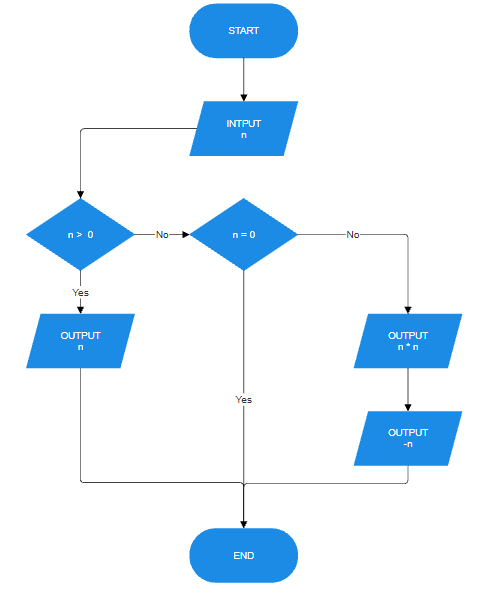 START
INTPUT
n
n > 0
No
n = 0
No
Yes
OUTPUT
n
OUTPUT
n * n
Yes
OUTPUT
-n
END